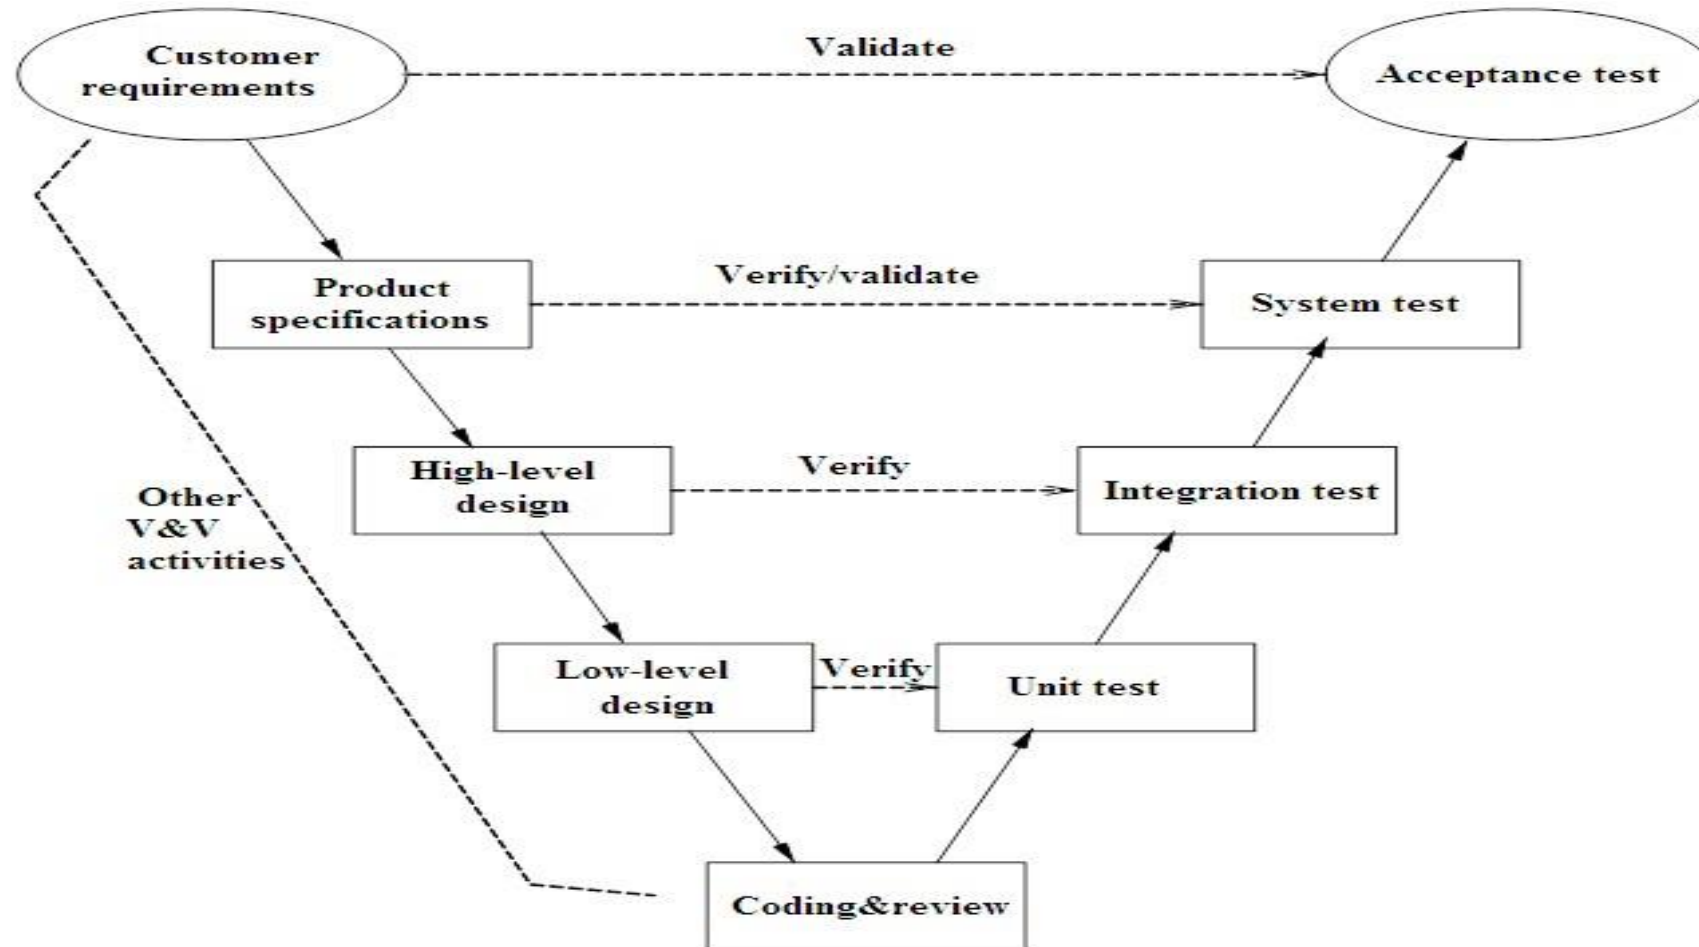 Customer
requirements
Validate
Acceptance test
Product
specifications
Verify/validate
System test
High-level
design
Verify
Integration test
Other
V&V
activities
Low-level
design
Verify
Unit test
Coding&review